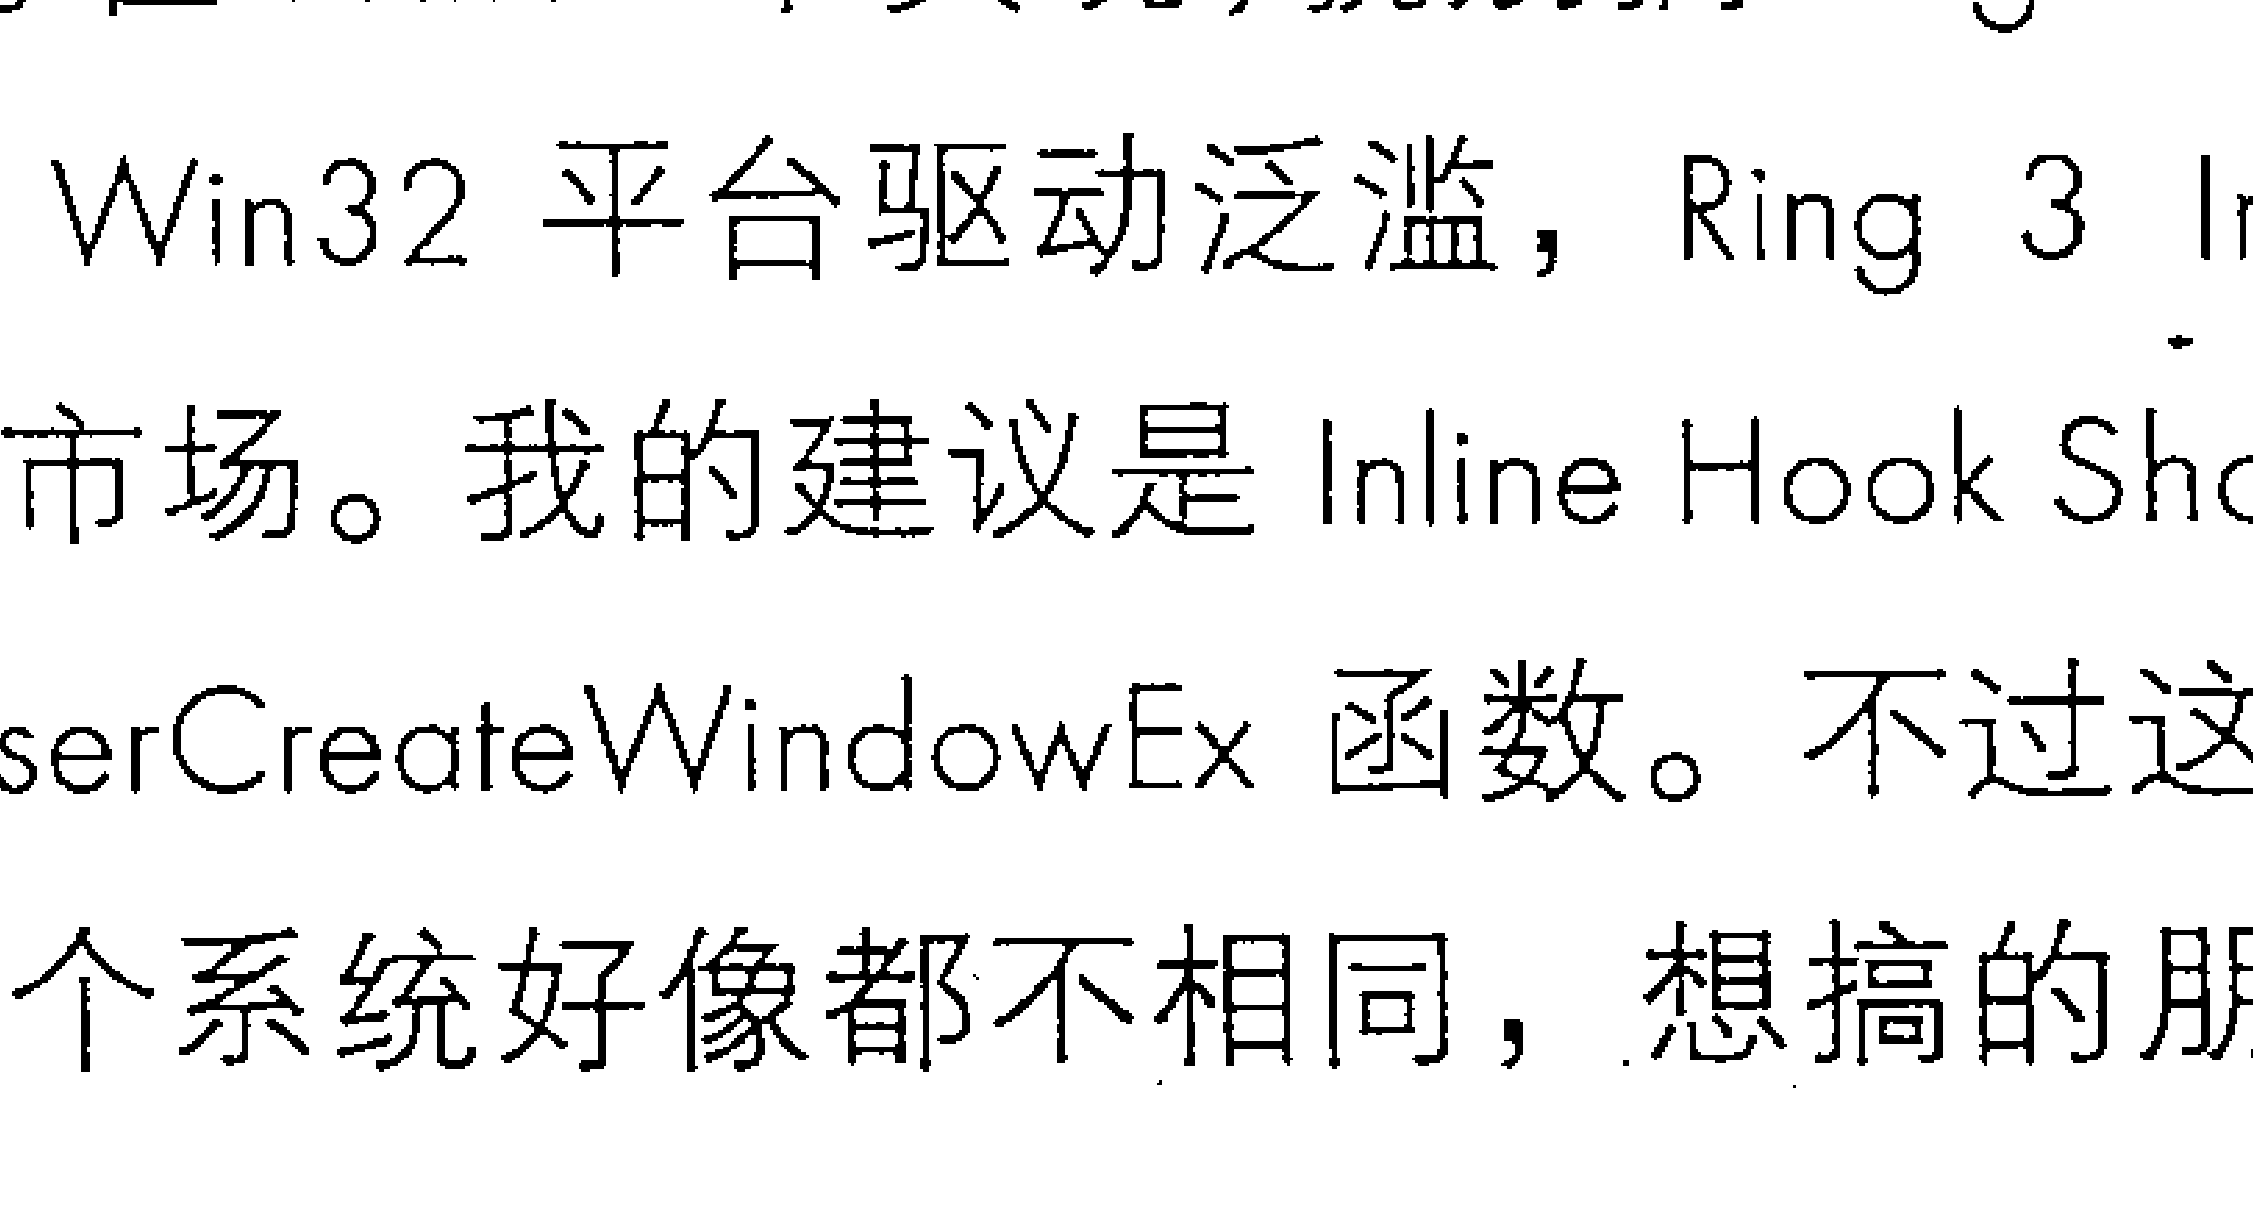 Win32 平台驱动泛滥， Ring 3
市场。我的建议是 Inline Hook
serCreateWindowEx 函数。不过这
个系统好像都不相同，想搞的